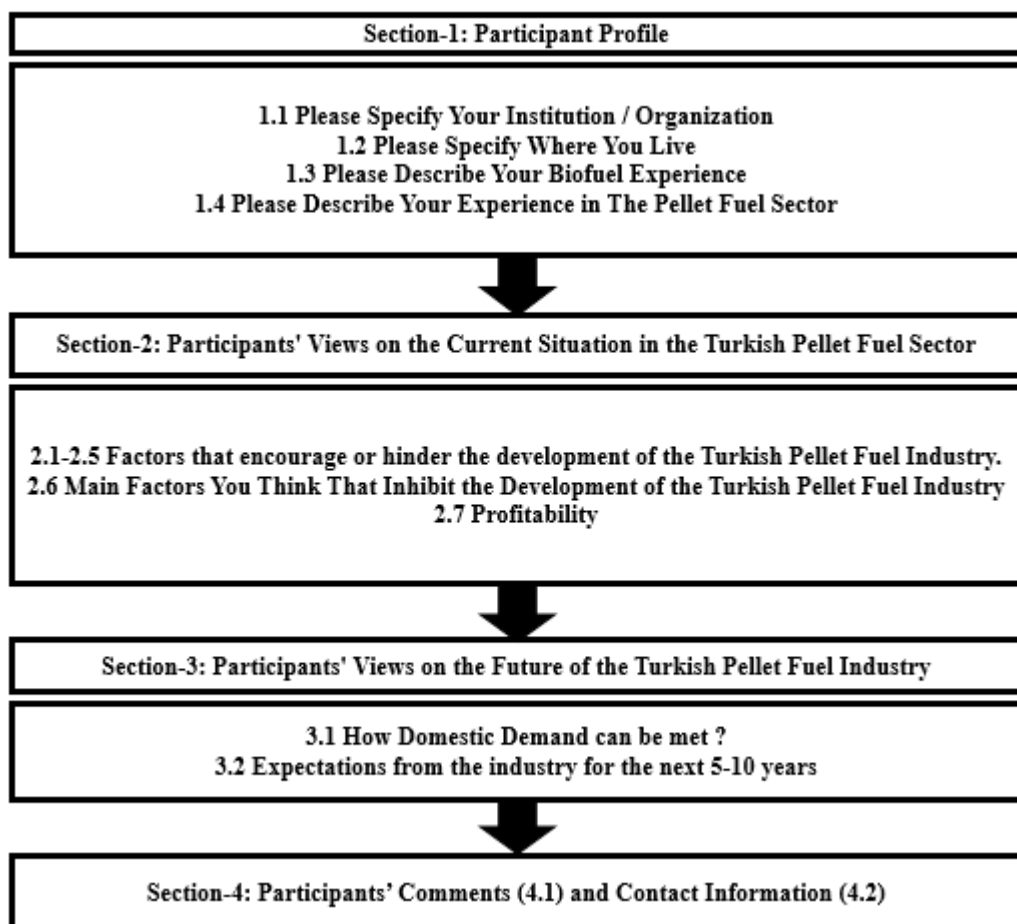 Section-1: Participant Profile
1.1 Please Specify Your Institution / Organization
1.2 Please Specify Where You Live
1.3 Please Describe Your Biofuel Experience
1.4 Please Describe Your Experience in The Pellet Fuel Sector
Section-2: Participants' Views on the Current Situation in the Turkish Pellet Fuel Sector
2.1-2.5 Factors that encourage or hinder the development of the Turkish Pellet Fuel Industry.
2.6 Main Factors You Think That Inhibit the Development of the Turkish Pellet Fuel Industry
2.7 Profitability
Section-3: Participants' Views on the Future of the Turkish Pellet Fuel Industry
3.1 How Domestic Demand can be met ?
3.2 Expectations from the industry for the next 5-10 years
Section-4: Participants’ Comments (4.1) and Contact Information (4.2)